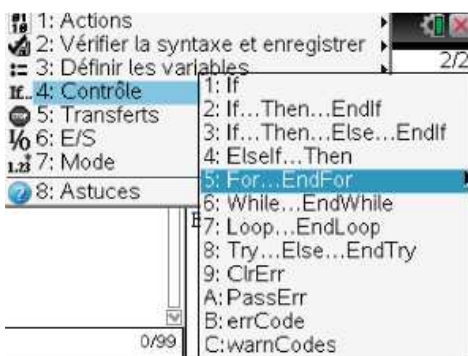 1: Actions
2: Vérifier la syntaxe et enregistrer
2/2
3: Définir les variables
If.. 4: Contrôle
5: Transferts
I/O 6: E/S
1.23 7: Mode
8: Astuces
1: If
2: If...Then...EndIf
3: If...Then...Else...EndIf
4: ElseIf...Then
5: For...EndFor
6: While...EndWhile
7: Loop...EndLoop
8: Try...Else...EndTry
9: ClrErr
A: PassErr
B: errCode
C: warnCodes
0/99